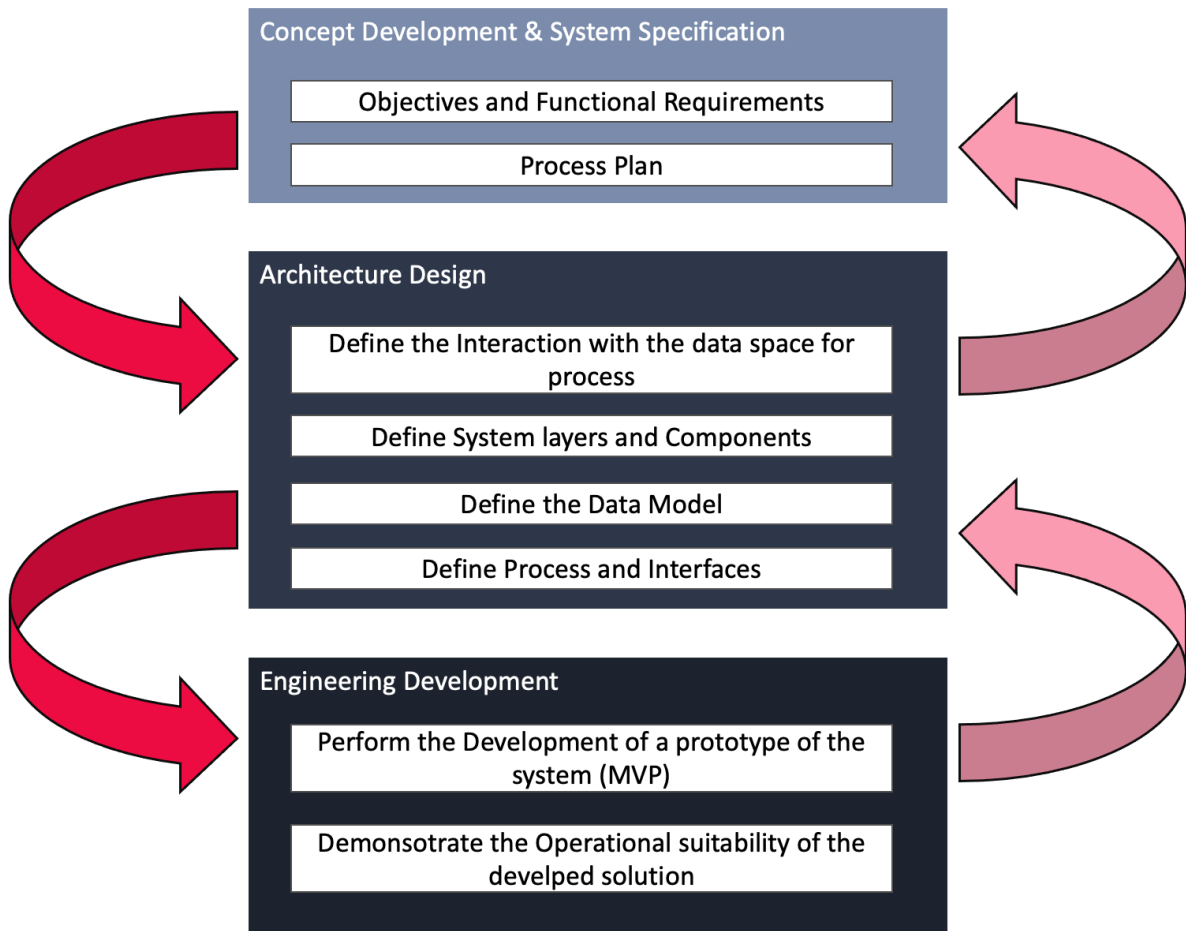 Concept Development & System Specification
Objectives and Functional Requirements
Process Plan
Architecture Design
Define the Interaction with the data space for
process
Define System layers and Components
Define the Data Model
Define Process and Interfaces
Engineering Development
Perform the Development of a prototype of the
system (MVP)
Demonsotrate the Operational suitability of the
develped solution